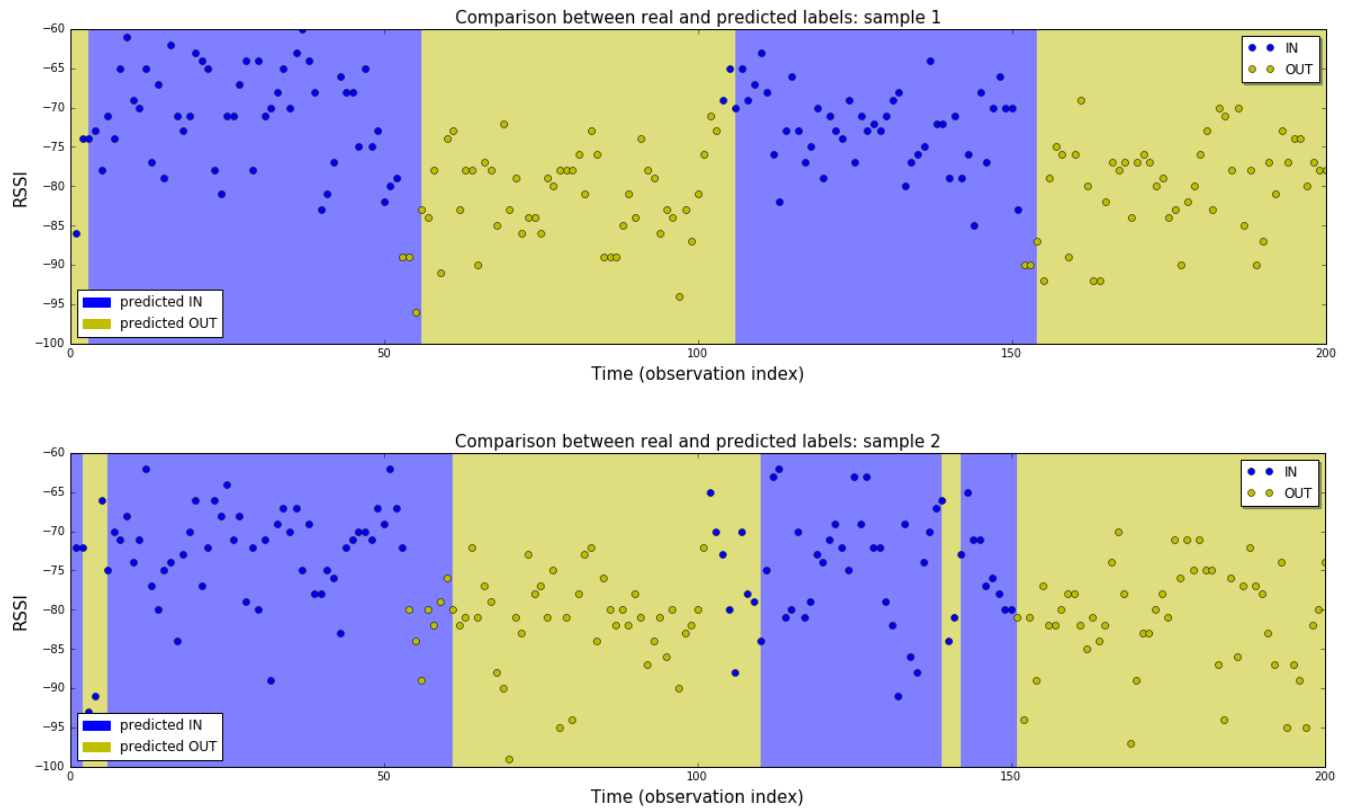 Comparison between real and predicted labels: sample 1
−60
−65
−70
−75
−80
−85
−90
−95
−100
RSSI
IN
OUT
predicted IN
predicted OUT
0 50 100 150 200
Time (observation index)
Comparison between real and predicted labels: sample 2
−60
−65
−70
−75
−80
−85
−90
−95
−100
RSSI
IN
OUT
predicted IN
predicted OUT
0 50 100 150 200
Time (observation index)